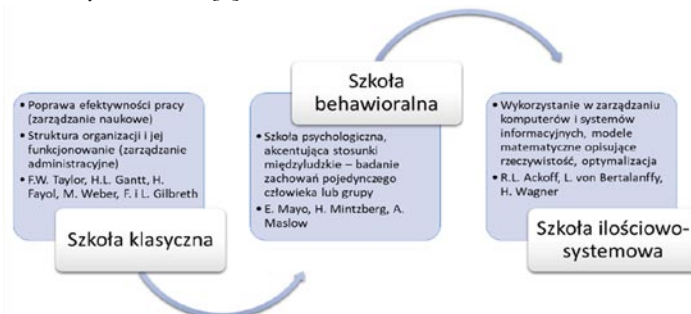 • Poprawa efektywności pracy
(zarządzanie naukowe)
• Struktura organizacji i jej
funkcjonowanie (zarządzanie
administracyjne)
• F.W. Taylor, H.L. Gantt, H.
Fayol, M. Weber, F. i L. Gilbreth
Szkoła klasyczna
Szkoła
behawioralna
• Szkoła psychologiczna,
akcentująca stosunki
międzyludzkie – badanie
zachowań pojedynczego
człowieka lub grupy
• E. Mayo, H. Mintzberg, A.
Maslow
• Wykorzystanie w zarządzaniu
komputerów i systemów
informacyjnych, modele
matematyczne opisujące
rzeczywistość, optymalizacja
• R.L. Ackoff, L. von Bertalanffy,
H. Wagner
Szkoła ilościowo-
systemowa